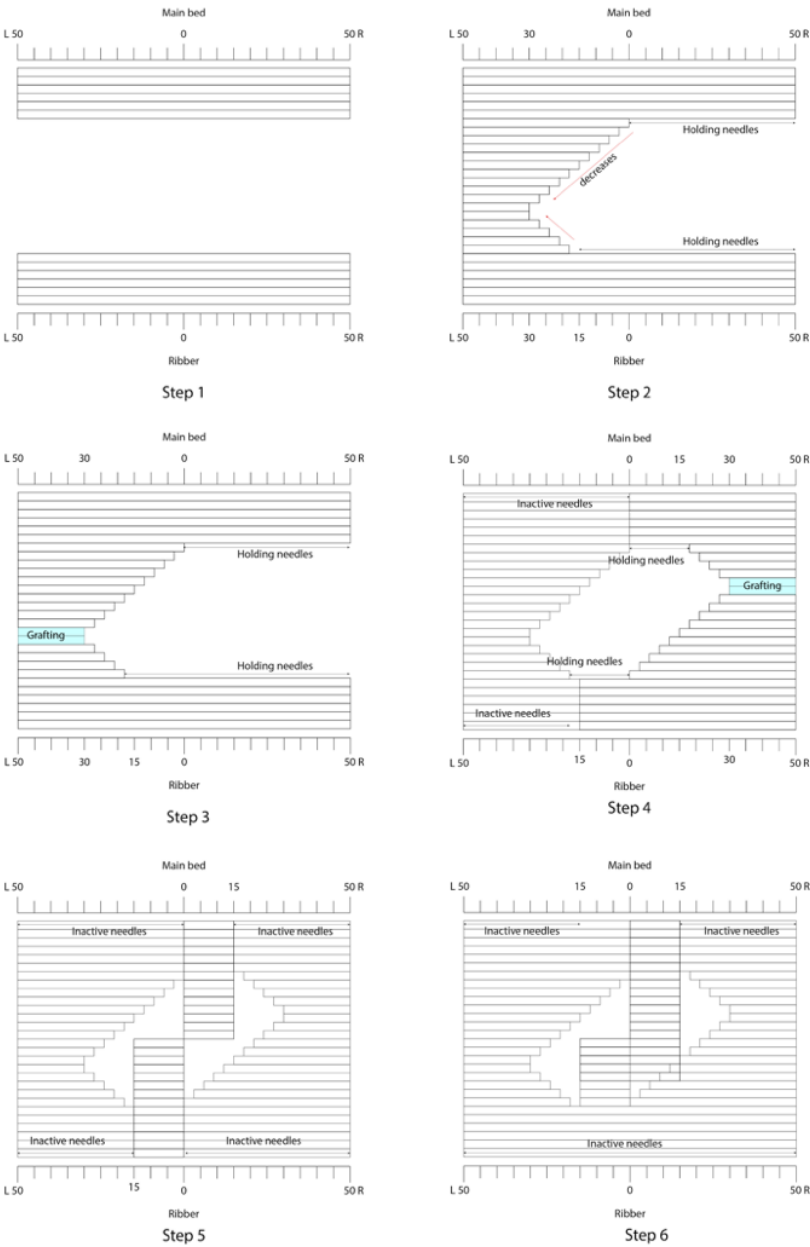 Main bed
L 50 0 50 R
L 50 0 50 R
Ribber
Step 1
Main bed
L 50 0 50 R
Holding needles
decreases
Holding needles
L 50 30 15 0 50 R
Ribber
Step 2
Main bed
L 50 30 0 50 R
Holding needles
Grafting
Holding needles
L 50 30 0 50 R
Ribber
Step 3
Main bed
L 50 0 15 30 50 R
Inactive needles
Holding needles
Grafting
Holding needles
Inactive needles
L 50 15 0 30 50 R
Ribber
Step 4
Main bed
L 50 0 15 50 R
Inactive needles Inactive needles
Inactive needles Inactive needles
L 50 15 0 50 R
Ribber
Step 5
Main bed
L 50 15 0 15 50 R
Inactive needles Inactive needles
Inactive needles
L 50 0 50 R
Ribber
Step 6